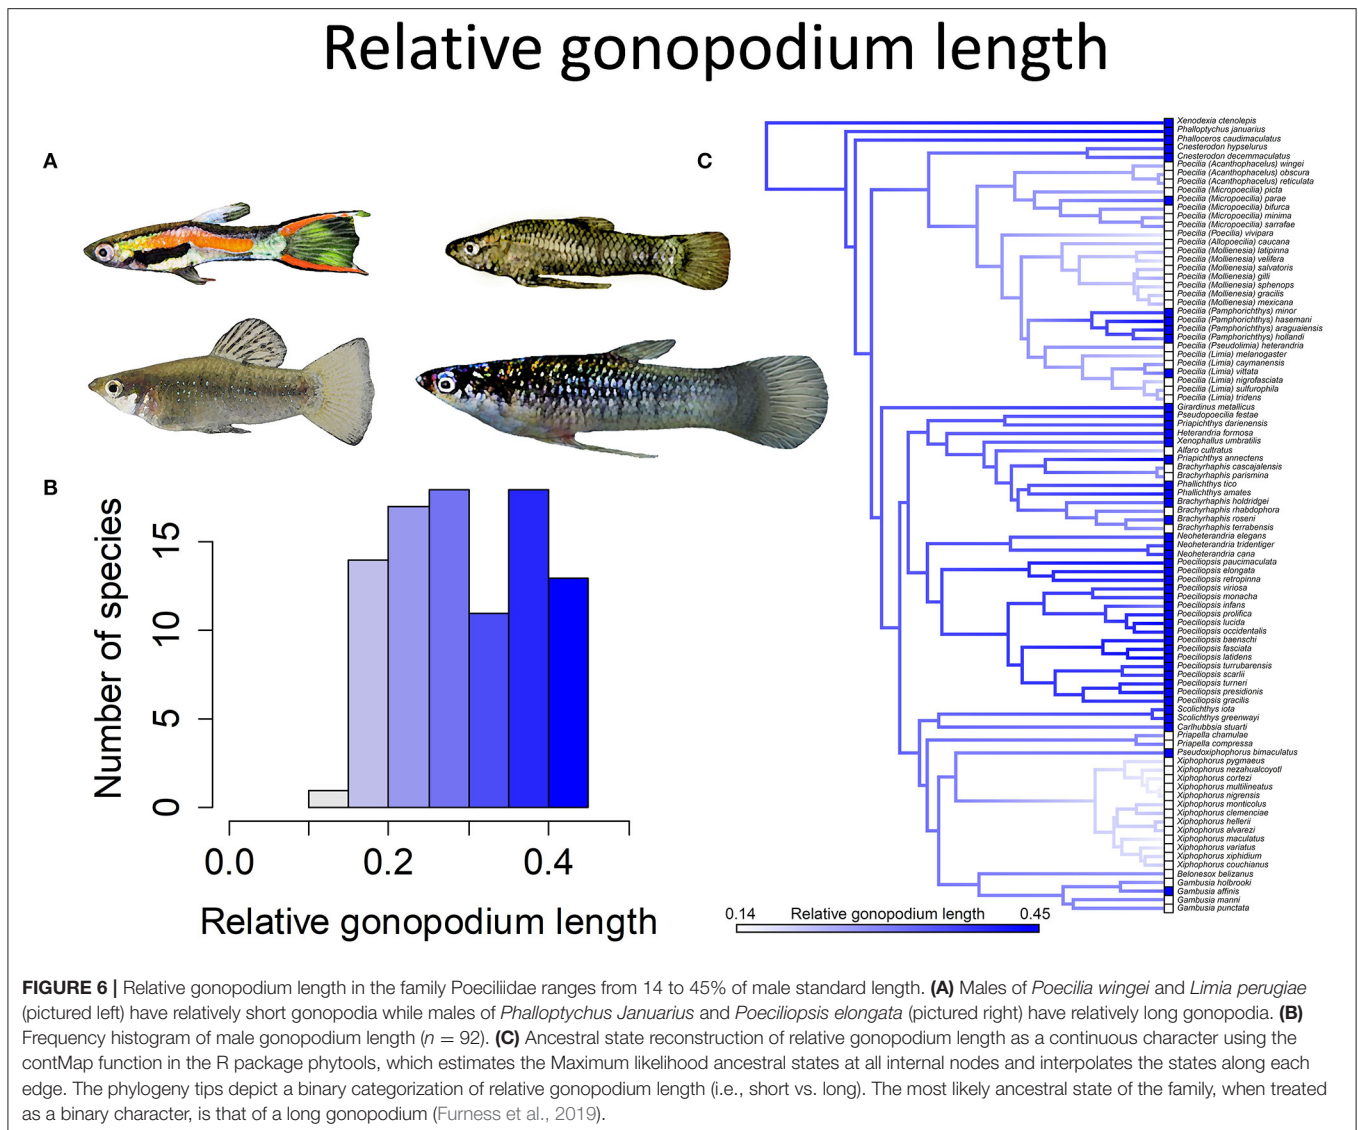 Relative gonopodium length
A
B
Number of species
15
10
5
0
0.0
0.2
0.4
Relative gonopodium length
C
Xenodexia ctenolepis
Phalloptychus januarius
Phalloceros caudimaculatus
Cnesterodon hypselurus
Cnesterodon decemmaculatus
Poecilia (Acanthophacelus) wingei
Poecilia (Acanthophacelus) obscura
Poecilia (Acanthophacelus) reticulata
Poecilia (Micropoecilia) picta
Poecilia (Micropoecilia) parae
Poecilia (Micropoecilia) bifurca
Poecilia (Micropoecilia) minima
Poecilia (Micropoecilia) sarrafae
Poecilia (Poecilia) vivipara
Poecilia (Allopoecilia) caucana
Poecilia (Mollienesia) latipinna
Poecilia (Mollienesia) velifera
Poecilia (Mollienesia) salvatoris
Poecilia (Mollienesia) gilli
Poecilia (Mollienesia) sphenops
Poecilia (Mollienesia) gracilis
Poecilia (Mollienesia) mexicana
Poecilia (Pamphorichthys) minor
Poecilia (Pamphorichthys) hasemani
Poecilia (Pamphorichthys) araguaiensis
Poecilia (Pamphorichthys) hollandi
Poecilia (Pseudolimia) heterandria
Poecilia (Limia) melanogaster
Poecilia (Limia) caymanensis
Poecilia (Limia) vittata
Poecilia (Limia) nigrofasciata
Poecilia (Limia) sulfurophila
Poecilia (Limia) tridens
Girardinus metallicus
Pseudopoecilia festae
Priapichthys darienensis
Heterandria formosa
Xenophallus umbratilis
Alfaro cultratus
Priapichthys annectens
Brachyrhaphis cascajalensis
Brachyrhaphis parismina
Phallichthys tico
Phallichthys amates
Brachyrhaphis holdridgei
Brachyrhaphis rhabdophora
Brachyrhaphis roseni
Brachyrhaphis terrabensis
Neoheterandria elegans
Neoheterandria tridentiger
Neoheterandria cana
Poeciliopsis paucimaculata
Poeciliopsis elongata
Poeciliopsis retropinna
Poeciliopsis viriosa
Poeciliopsis monacha
Poeciliopsis infans
Poeciliopsis prolifica
Poeciliopsis lucida
Poeciliopsis occidentalis
Poeciliopsis baenschi
Poeciliopsis fasciata
Poeciliopsis latidens
Poeciliopsis turrubarensis
Poeciliopsis scarlii
Poeciliopsis turneri
Poeciliopsis presidionis
Poeciliopsis gracilis
Scolichthys iota
Scolichthys greenwayi
Carlhubbsia stuarti
Priapella chamulae
Priapella compressa
Pseudoxiphophorus bimaculatus
Xiphophorus pygmaeus
Xiphophorus nezahualcoyotl
Xiphophorus cortezi
Xiphophorus multilineatus
Xiphophorus nigrensis
Xiphophorus monticolus
Xiphophorus clemenciae
Xiphophorus hellerii
Xiphophorus alvarezi
Xiphophorus maculatus
Xiphophorus variatus
Xiphophorus xiphidium
Xiphophorus couchianus
Belonesox belizanus
Gambusia holbrooki
Gambusia affinis
Gambusia manni
Gambusia punctata
0.14 Relative gonopodium length 0.45
FIGURE 6 | Relative gonopodium length in the family Poeciliidae ranges from 14 to 45% of male standard length. (A) Males of Poecilia wingei and Limia perugiae
(pictured left) have relatively short gonopodia while males of Phalloptychus Januarius and Poeciliopsis elongata (pictured right) have relatively long gonopodia. (B)
Frequency histogram of male gonopodium length (n = 92). (C) Ancestral state reconstruction of relative gonopodium length as a continuous character using the
contMap function in the R package phytools, which estimates the Maximum likelihood ancestral states at all internal nodes and interpolates the states along each
edge. The phylogeny tips depict a binary categorization of relative gonopodium length (i.e., short vs. long). The most likely ancestral state of the family, when treated
as a binary character, is that of a long gonopodium (Furness et al., 2019).